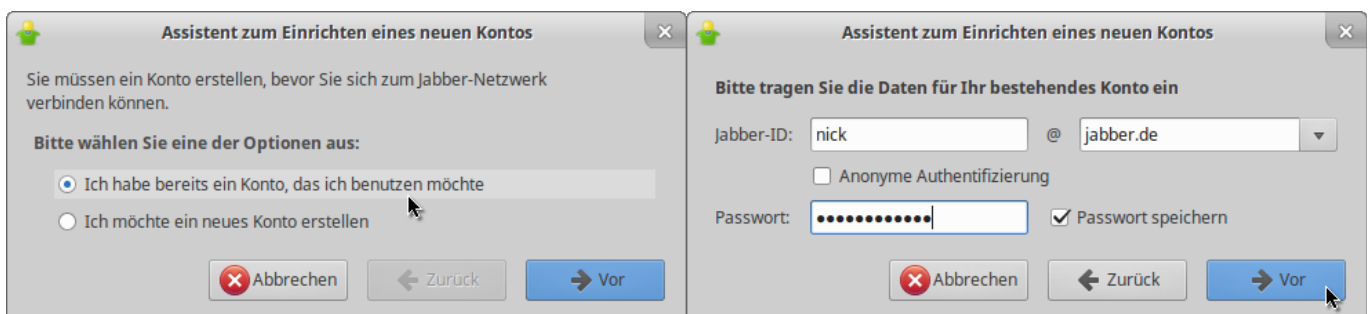 Assistent zum Einrichten eines neuen Kontos
Sie müssen ein Konto erstellen, bevor Sie sich zum Jabber-Netzwerk
verbinden können.
Bitte wählen Sie eine der Optionen aus:
Ich habe bereits ein Konto, das ich benutzen möchte
Ich möchte ein neues Konto erstellen
Abbrechen Zurück Vor
Assistent zum Einrichten eines neuen Kontos
Bitte tragen Sie die Daten für Ihr bestehendes Konto ein
Jabber-ID: nick @ jabber.de
Anonyme Authentifizierung
Passwort: •••••••••••• Passwort speichern
Abbrechen Zurück Vor